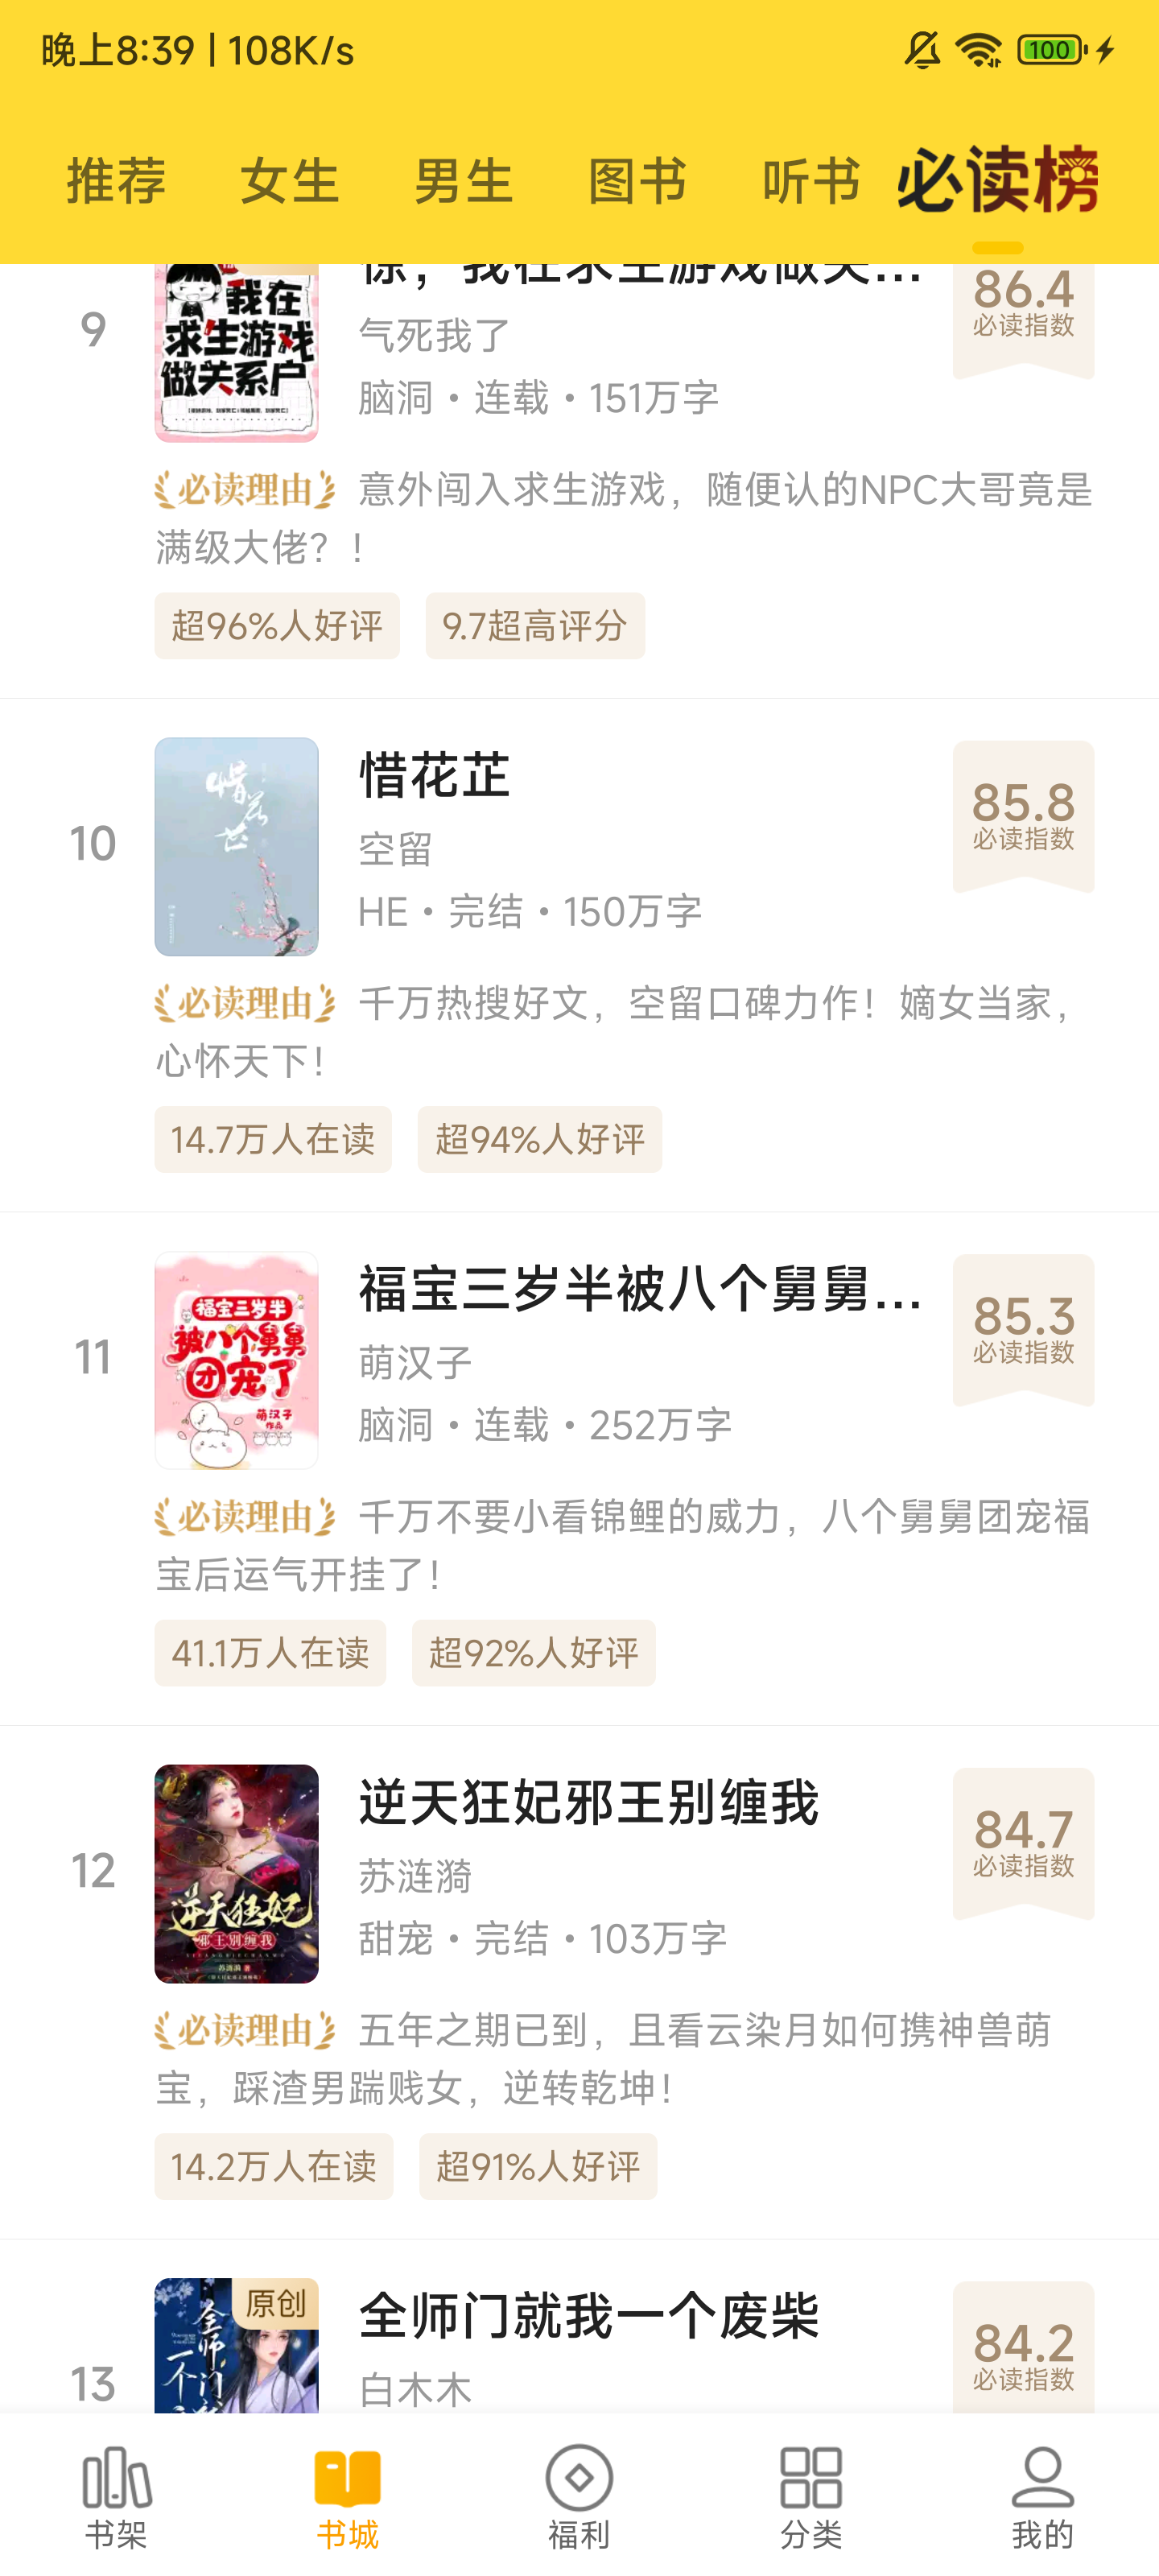 晚上8:39 | 108K/s
100
推荐 女生 男生 图书 听书 必读榜
9
我在
求生游戏
做关系户
惊，我在求生游戏做关...
气死我了
脑洞・连载・151万字
86.4
必读指数
必读理由 意外闯入求生游戏，随便认的NPC大哥竟是
满级大佬？！
超96%人好评 9.7超高评分
10
惜花芷
惜花芷
空留
HE・完结・150万字
85.8
必读指数
必读理由 千万热搜好文，空留口碑力作！嫡女当家，
心怀天下！
14.7万人在读 超94%人好评
11
福宝三岁半
被八个舅舅
团宠了
萌汉子
作品
福宝三岁半被八个舅舅...
萌汉子
脑洞・连载・252万字
85.3
必读指数
必读理由 千万不要小看锦鲤的威力，八个舅舅团宠福
宝后运气开挂了！
41.1万人在读 超92%人好评
12
逆天狂妃
邪王别缠我
苏涟漪 著
逆天狂妃邪王别缠我
苏涟漪
甜宠・完结・103万字
84.7
必读指数
必读理由 五年之期已到，且看云染月如何携神兽萌
宝，踩渣男踹贱女，逆转乾坤！
14.2万人在读 超91%人好评
13
原创
全师门
一个
全师门就我一个废柴
白木木
84.2
必读指数
书架 书城 福利 分类 我的